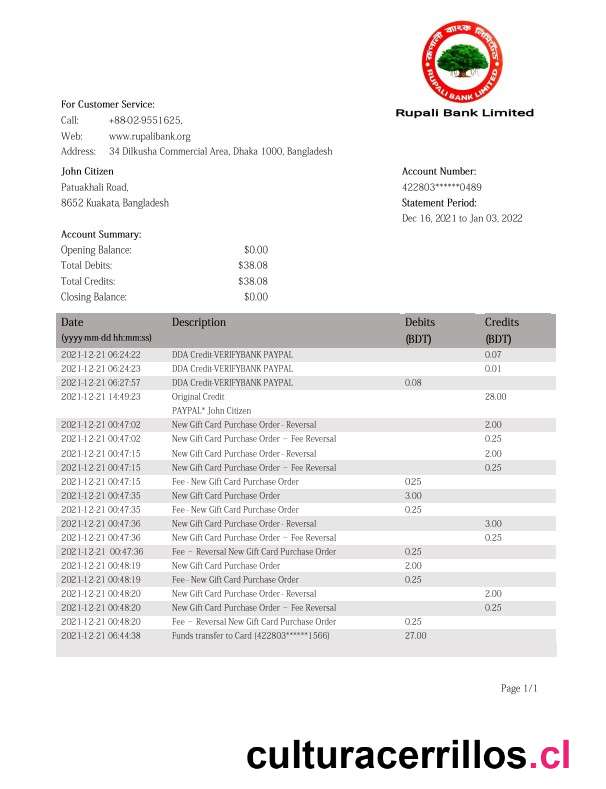 রূপালী ব্যাংক লিমিটেড
RUPALI BANK LIMITED
Rupali Bank Limited
For Customer Service:
Call: +88-02-9551625,
Web: www.rupalibank.org
Address: 34 Dilkusha Commercial Area, Dhaka 1000, Bangladesh
John Citizen
Patuakhali Road,
8652 Kuakata, Bangladesh
Account Number:
422803******0489
Statement Period:
Dec 16, 2021 to Jan 03, 2022
Account Summary:
Opening Balance: $0.00
Total Debits: $38.08
Total Credits: $38.08
Closing Balance: $0.00
Date Description Debits Credits
(yyyy-mm-dd hh:mm:ss) (BDT) (BDT)
2021-12-21 06:24:22 DDA Credit-VERIFYBANK PAYPAL 0.07
2021-12-21 06:24:23 DDA Credit-VERIFYBANK PAYPAL 0.01
2021-12-21 06:27:57 DDA Credit-VERIFYBANK PAYPAL 0.08
2021-12-21 14:49:23 Original Credit 28.00
PAYPAL* John Citizen
2021-12-21 00:47:02 New Gift Card Purchase Order - Reversal 2.00
2021-12-21 00:47:02 New Gift Card Purchase Order – Fee Reversal 0.25
2021-12-21 00:47:15 New Gift Card Purchase Order - Reversal 2.00
2021-12-21 00:47:15 New Gift Card Purchase Order – Fee Reversal 0.25
2021-12-21 00:47:15 Fee - New Gift Card Purchase Order 0.25
2021-12-21 00:47:35 New Gift Card Purchase Order 3.00
2021-12-21 00:47:35 Fee - New Gift Card Purchase Order 0.25
2021-12-21 00:47:36 New Gift Card Purchase Order - Reversal 3.00
2021-12-21 00:47:36 New Gift Card Purchase Order – Fee Reversal 0.25
2021-12-21 00:47:36 Fee – Reversal New Gift Card Purchase Order 0.25
2021-12-21 00:48:19 New Gift Card Purchase Order 2.00
2021-12-21 00:48:19 Fee - New Gift Card Purchase Order 0.25
2021-12-21 00:48:20 New Gift Card Purchase Order - Reversal 2.00
2021-12-21 00:48:20 New Gift Card Purchase Order – Fee Reversal 0.25
2021-12-21 00:48:20 Fee – Reversal New Gift Card Purchase Order 0.25
2021-12-21 06:44:38 Funds transfer to Card (422803******1566) 27.00
Page 1/1
culturacerrillos.cl